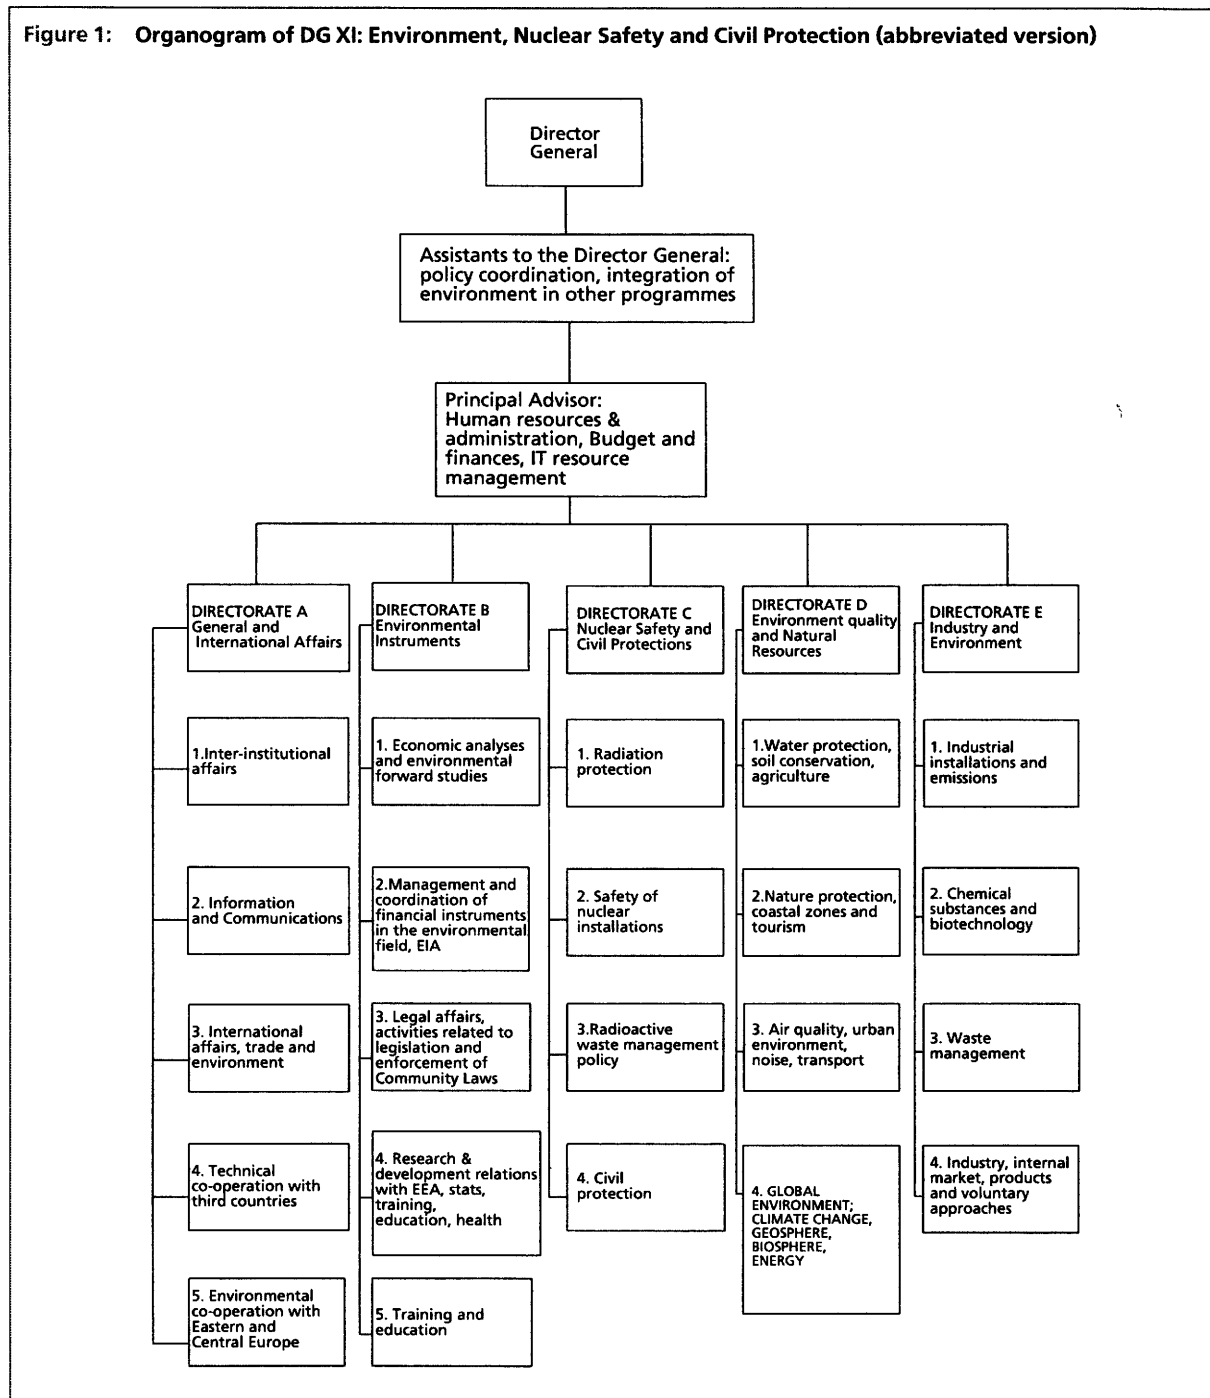 Figure 1: Organogram of DG XI: Environment, Nuclear Safety and Civil Protection (abbreviated version)
Director
General
Assistants to the Director General:
policy coordination, integration of
environment in other programmes
Principal Advisor:
Human resources &
administration, Budget and
finances, IT resource
management
DIRECTORATE A
General and
International Affairs
1.Inter-institutional
affairs
2. Information
and Communications
3. International
affairs, trade and
environment
4. Technical
co-operation with
third countries
5. Environmental
co-operation with
Eastern and
Central Europe
DIRECTORATE B
Environmental
Instruments
1. Economic analyses
and environmental
forward studies
2.Management and
coordination of
financial instruments
in the environmental
field, EIA
3. Legal affairs,
activities related to
legislation and
enforcement of
Community Laws
4. Research &
development relations
with EEA, stats,
training,
education, health
5. Training and
education
DIRECTORATE C
Nuclear Safety and
Civil Protections
1. Radiation
protection
2. Safety of
nuclear
installations
3.Radioactive
waste management
policy
4. Civil
protection
DIRECTORATE D
Environment quality
and Natural
Resources
1.Water protection,
soil conservation,
agriculture
2.Nature protection,
coastal zones and
tourism
3. Air quality, urban
environment,
noise, transport
4. GLOBAL
ENVIRONMENT;
CLIMATE CHANGE,
GEOSPHERE,
BIOSPHERE,
ENERGY
DIRECTORATE E
Industry and
Environment
1. Industrial
installations and
emissions
2. Chemical
substances and
biotechnology
3. Waste
management
4. Industry, internal
market, products
and voluntary
approaches